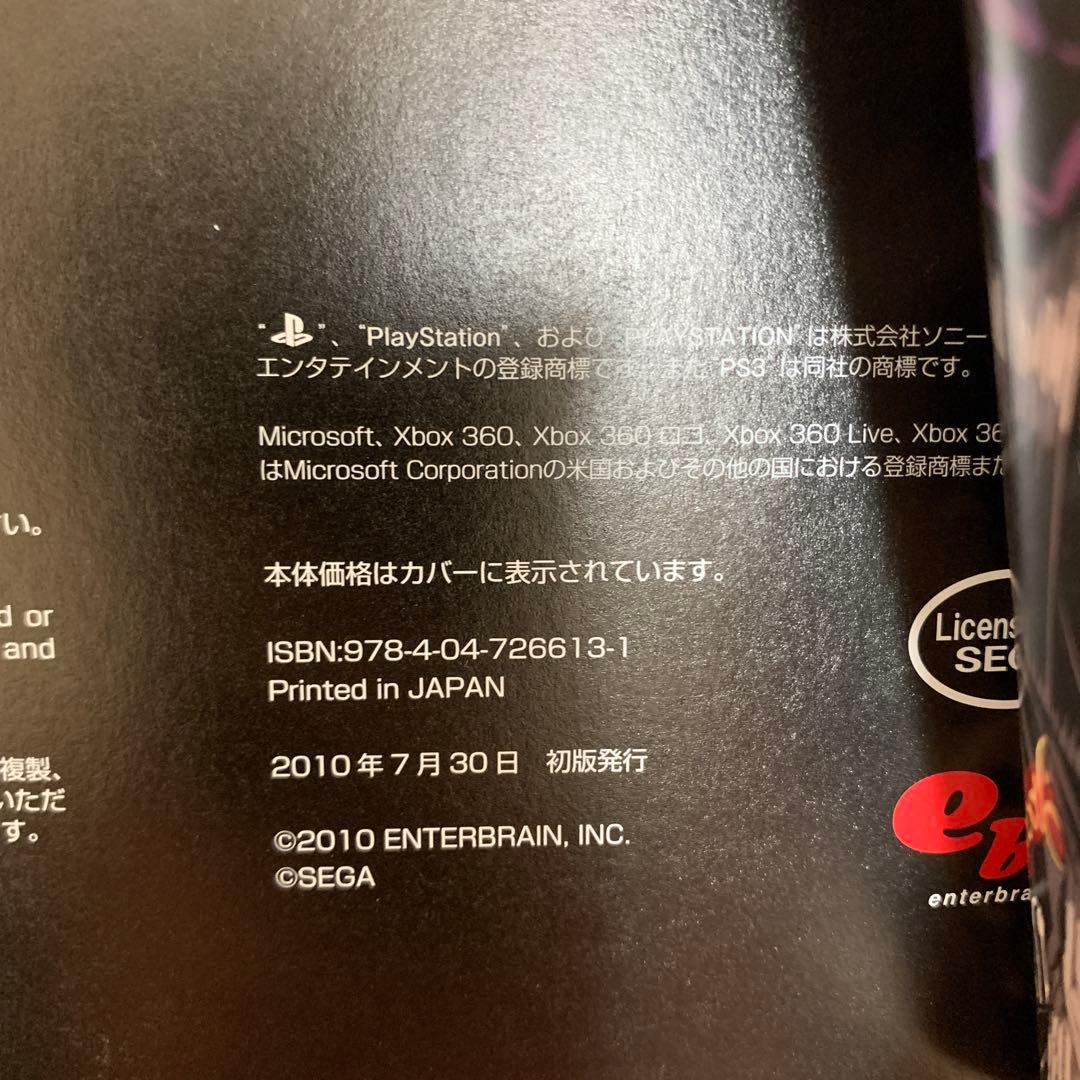 "PlayStation"、および "PLAYSTATION" は株式会社ソニー
エンタテインメントの登録商標です。また "PS3" は同社の商標です。
Microsoft、Xbox 360、Xbox 360 ロゴ、Xbox 360 Live、Xbox 36
はMicrosoft Corporationの米国およびその他の国における登録商標また
い。
d or
and
複製、
いただ
す。
本体価格はカバーに表示されています。
ISBN:978-4-04-726613-1
Printed in JAPAN
2010年7月30日 初版発行
©2010 ENTERBRAIN, INC.
©SEGA
Licens
SEG
eb
enterbra